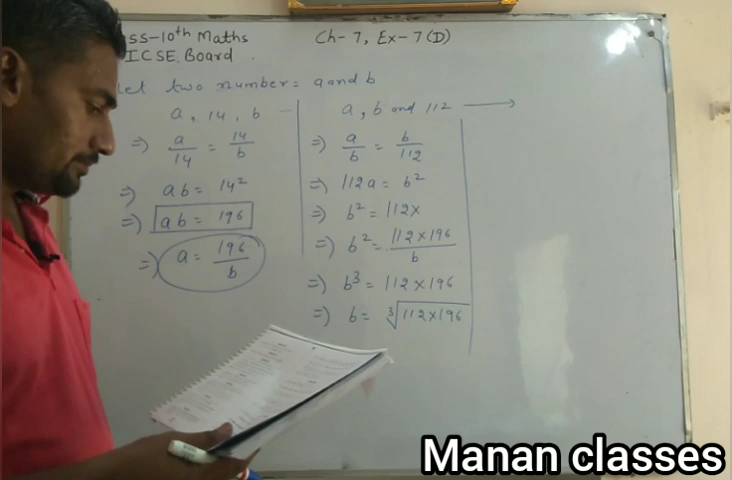 ss-10th Maths
Ch-7, Ex-7(D)
ICSE Board
Let two number = a and b
a, 14, b
⇒ a/14 = 14/b
⇒ ab = 14²
⇒ ab = 196
⇒ a = 196/b
a, b and 112 →
⇒ a/b = b/112
⇒ 112a = b²
⇒ b² = 112x
⇒ b² = 112×196/b
⇒ b³ = 112×196
⇒ b = ∛112×196
Manan classes